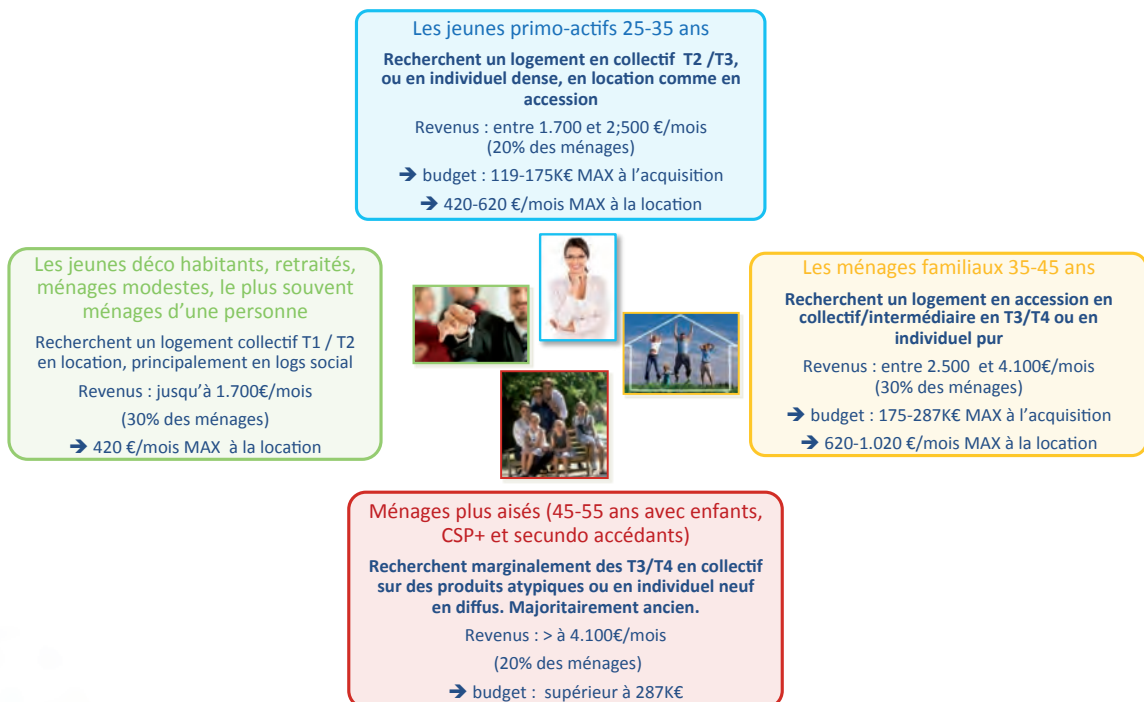 Les jeunes primo-actifs 25-35 ans
Recherchent un logement en collectif T2 /T3,
ou en individuel dense, en location comme en
accession
Revenus : entre 1.700 et 2;500 €/mois
(20% des ménages)
➔ budget : 119-175K€ MAX à l'acquisition
➔ 420-620 €/mois MAX à la location
Les jeunes déco habitants, retraités,
ménages modestes, le plus souvent
ménages d'une personne
Recherchent un logement collectif T1 / T2
en location, principalement en logs social
Revenus : jusqu'à 1.700€/mois
(30% des ménages)
➔ 420 €/mois MAX à la location
Les ménages familiaux 35-45 ans
Recherchent un logement en accession en
collectif/intermédiaire en T3/T4 ou en
individuel pur
Revenus : entre 2.500 et 4.100€/mois
(30% des ménages)
➔ budget : 175-287K€ MAX à l'acquisition
➔ 620-1.020 €/mois MAX à la location
Ménages plus aisés (45-55 ans avec enfants,
CSP+ et secundo accédants)
Recherchent marginalement des T3/T4 en collectif
sur des produits atypiques ou en individuel neuf
en diffus. Majoritairement ancien.
Revenus : > à 4.100€/mois
(20% des ménages)
➔ budget : supérieur à 287K€